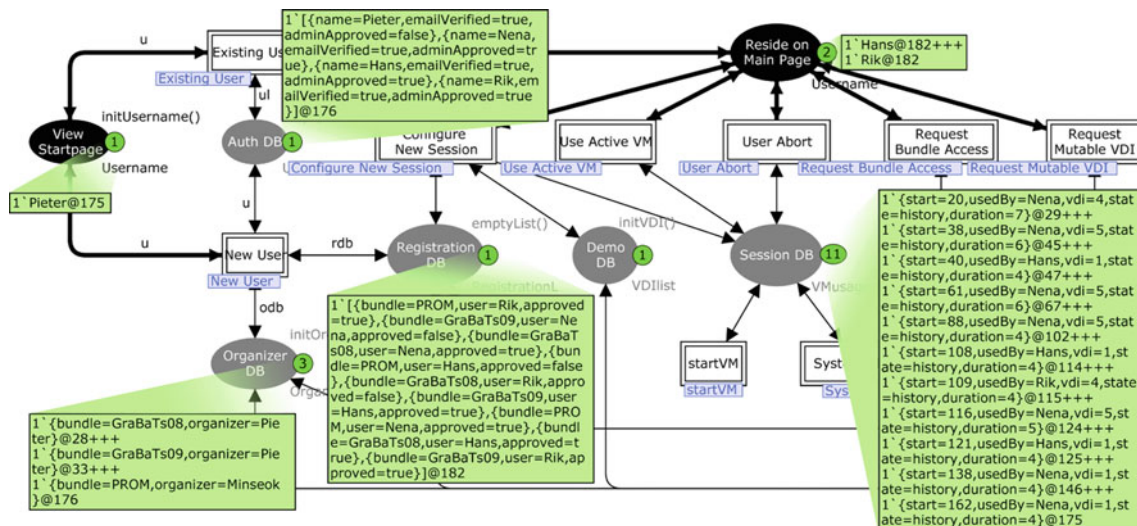 u
Existing Us
Existing User
1`[{name=Pieter,emailVerified=true,
adminApproved=false},{name=Nena,
emailVerified=true,adminApproved=tr
ue},{name=Hans,emailVerified=true,
adminApproved=true},{name=Rik,em
ailVerified=true,adminApproved=true
}]@176
Reside on
Main Page
2
1`Hans@182+++
1`Rik@182
Username
initUsername()
View
Startpage
1
Username
1`Pieter@175
ul
Auth DB
1
U
Configure
New Session
Configure New Session
Use Active VM
Use Active VM
User Abort
User Abort
Request
Bundle Access
Request Bundle Access
Request
Mutable VDI
Request Mutable VDI
u
u
New User
New User
rdb
emptyList()
Registration
DB
1
RegistrationL
initVDI()
Demo
DB
1
VDIlist
Session DB
11
VMusag
odb
initOr
Organizer
DB
3
Orga
startVM
startVM
Syst
Sys
1`{bundle=GraBaTs08,organizer=Pie
ter}@28+++
1`{bundle=GraBaTs09,organizer=Pie
ter}@33+++
1`{bundle=PROM,organizer=Minseok
}@176
1`[{bundle=PROM,user=Rik,approved
=true},{bundle=GraBaTs09,user=Ne
na,approved=false},{bundle=GraBaT
s08,user=Nena,approved=true},{bun
dle=PROM,user=Hans,approved=false
},{bundle=GraBaTs08,user=Rik,appro
ved=false},{bundle=GraBaTs09,user
=Hans,approved=true},{bundle=PRO
M,user=Nena,approved=true},{bundl
e=GraBaTs08,user=Hans,approved=tr
ue},{bundle=GraBaTs09,user=Rik,ap
proved=true}]@182
1`{start=20,usedBy=Nena,vdi=4,stat
e=history,duration=7}@29+++
1`{start=38,usedBy=Nena,vdi=5,stat
e=history,duration=6}@45+++
1`{start=40,usedBy=Hans,vdi=1,stat
e=history,duration=4}@47+++
1`{start=61,usedBy=Nena,vdi=5,stat
e=history,duration=6}@67+++
1`{start=88,usedBy=Nena,vdi=5,stat
e=history,duration=4}@102+++
1`{start=108,usedBy=Hans,vdi=1,st
ate=history,duration=4}@114+++
1`{start=109,usedBy=Rik,vdi=4,state
=history,duration=4}@115+++
1`{start=116,usedBy=Nena,vdi=5,st
ate=history,duration=5}@124+++
1`{start=121,usedBy=Hans,vdi=1,st
ate=history,duration=4}@125+++
1`{start=138,usedBy=Nena,vdi=1,st
ate=history,duration=4}@146+++
1`{start=162,usedBy=Nena,vdi=1,st
ate=history,duration=4}@175